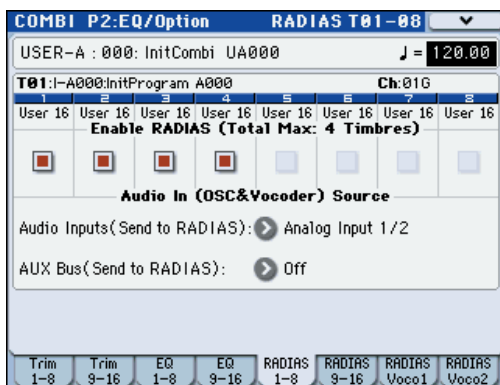 COMBI P2:EQ/Option RADIAS T01-08
USER-A : 000: InitCombi UA000 ♩ = 120.00
T01:I-A000:InitProgram A000 Ch:01G
1 2 3 4 5 6 7 8
User 16 User 16 User 16 User 16 User 16 User 16 User 16 User 16
Enable RADIAS (Total Max: 4 Timbres)
Audio In (OSC&Vocoder) Source
Audio Inputs(Send to RADIAS): Analog Input 1/2
AUX Bus(Send to RADIAS): Off
Trim 1-8 Trim 9-16 EQ 1-8 EQ 9-16 RADIAS 1-8 RADIAS 9-16 RADIAS Voco1 RADIAS Voco2